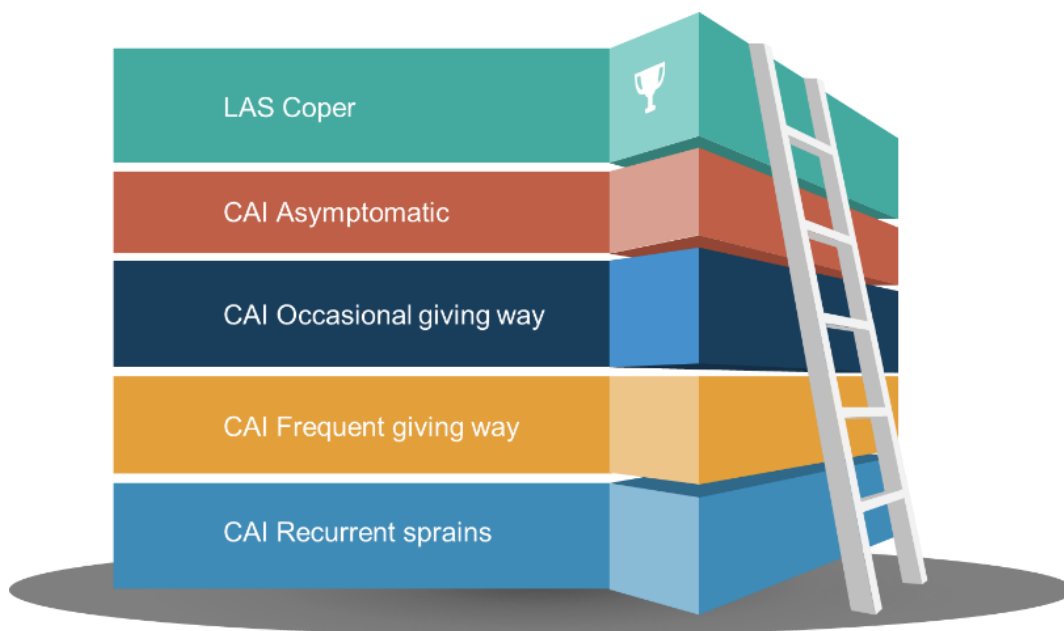 LAS Coper
CAI Asymptomatic
CAI Occasional giving way
CAI Frequent giving way
CAI Recurrent sprains